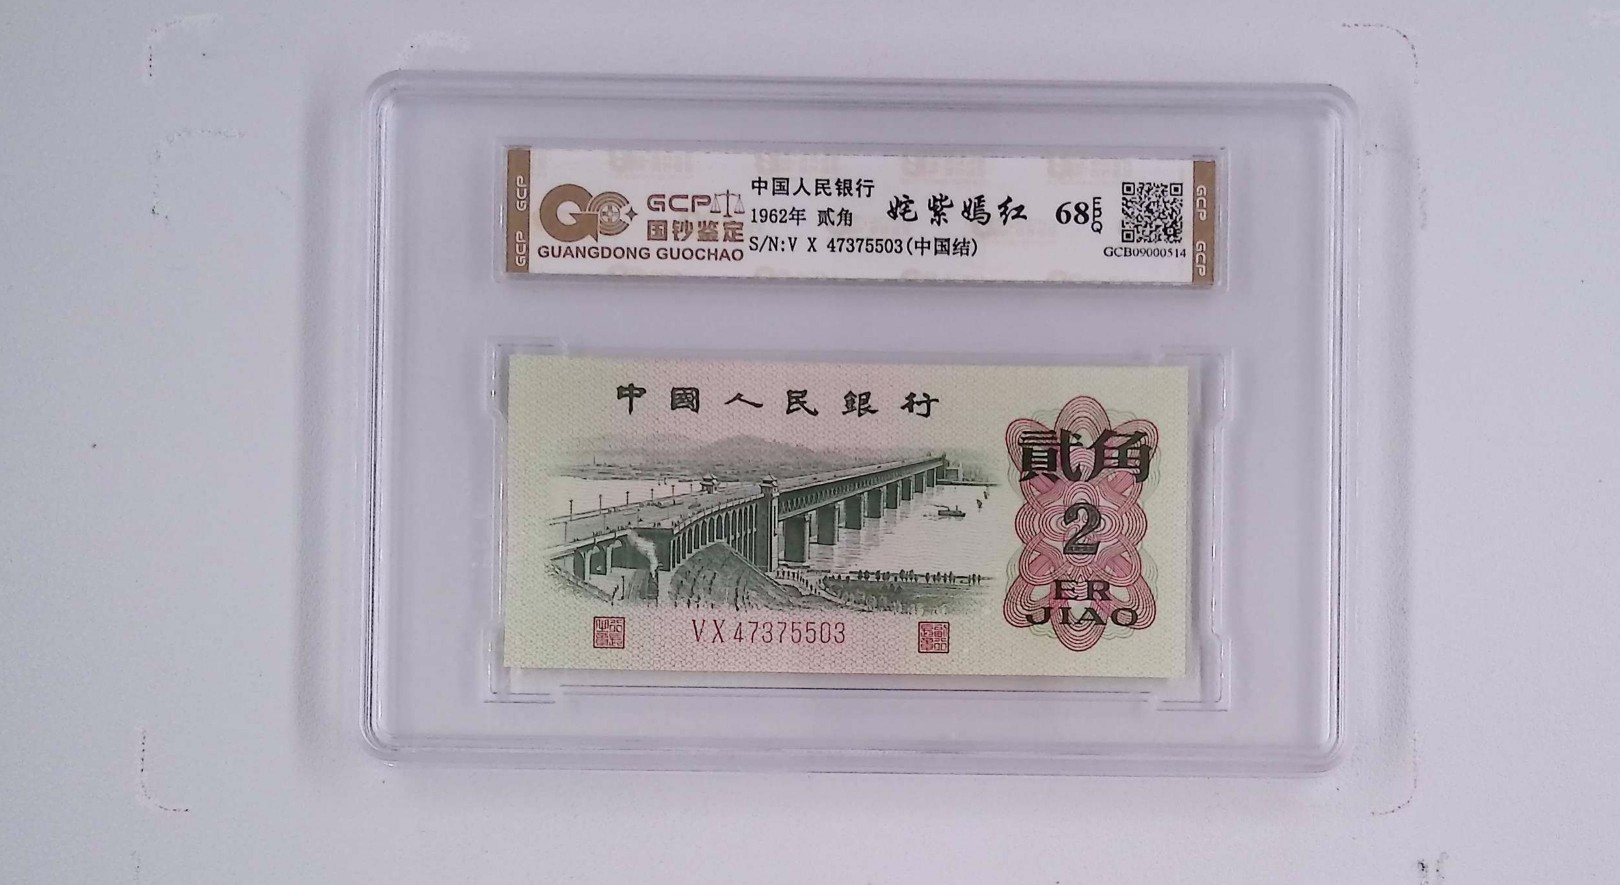 GCP
GCP
GCP
国钞鉴定
GUANGDONG GUOCHAO
中国人民银行
1962年 贰角
S/N:V X 47375503(中国结)
姹紫嫣红
68EPQ
GCB09000514
GCP
GCP
中國人民銀行
貳角
2
ER
JIAO
VX47375503